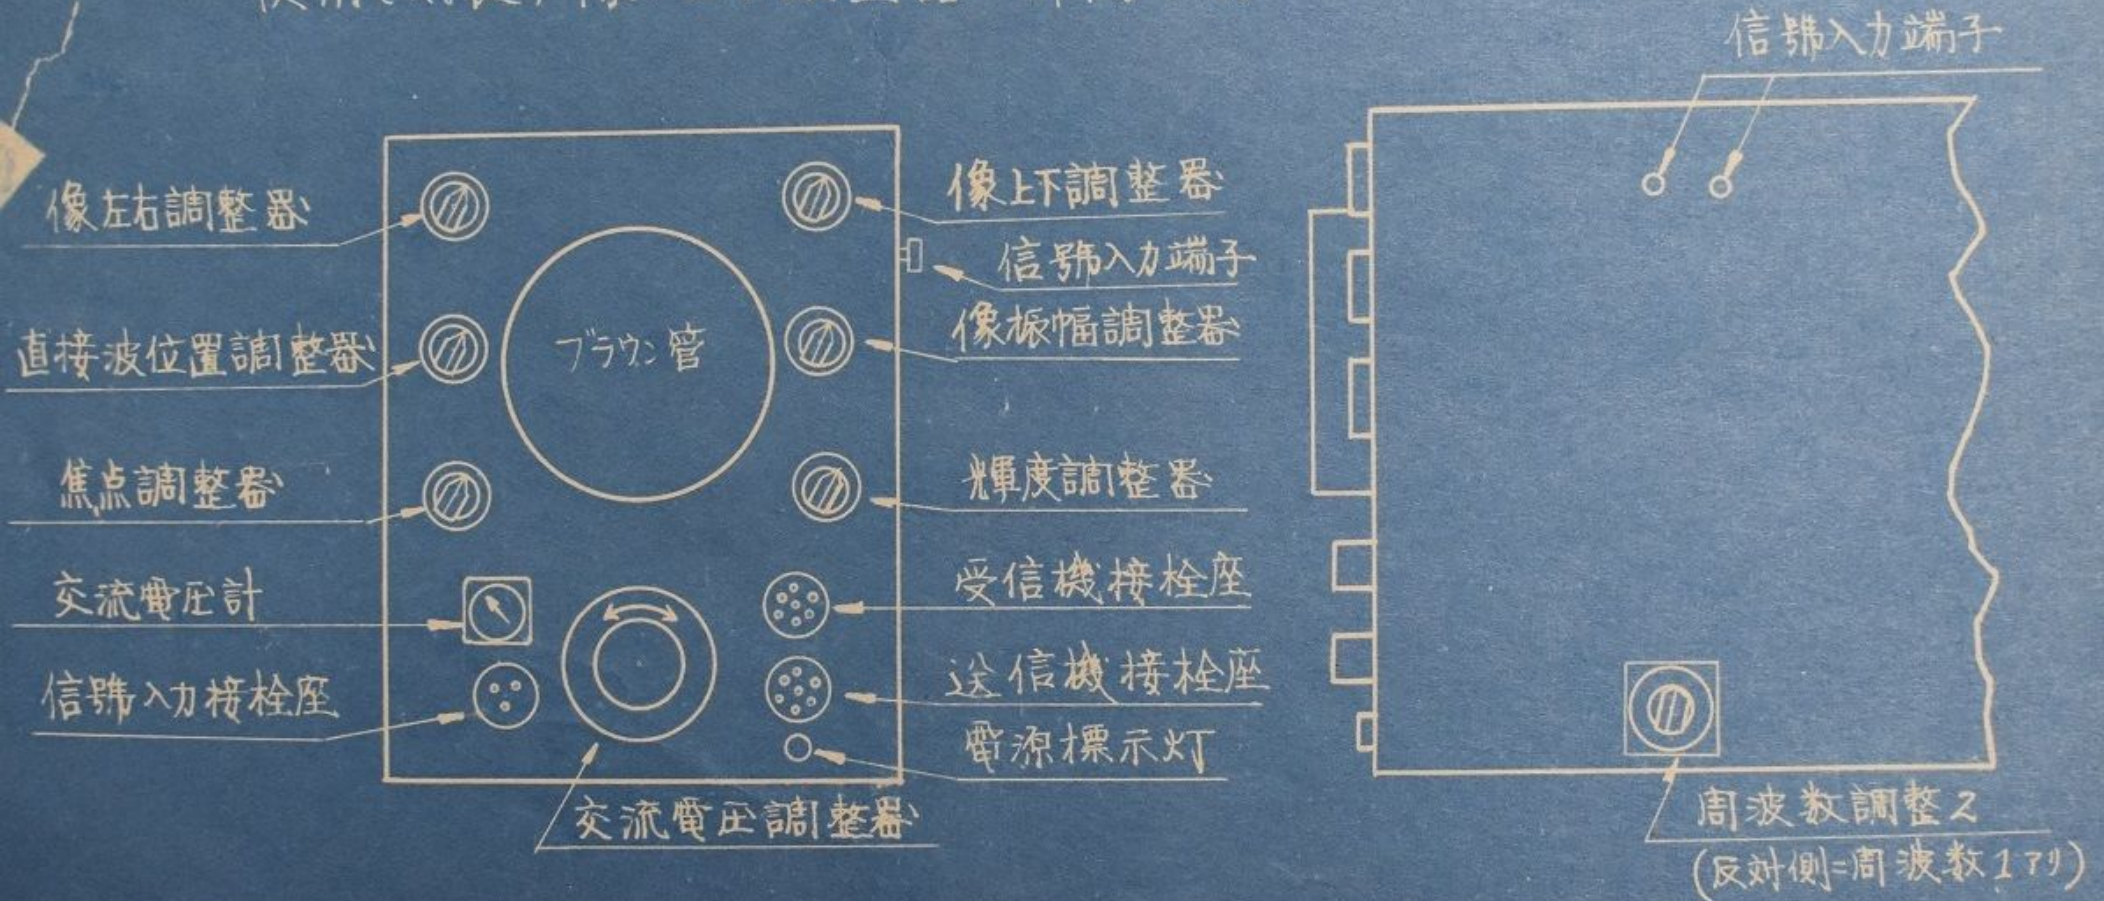 信號入力端子
像左右調整器
直接波位置調整器
焦点調整器
交流電圧計
信號入力接栓座
ブラウン管
像上下調整器
信號入力端子
像振幅調整器
輝度調整器
受信機接栓座
送信機接栓座
電源標示灯
交流電圧調整器
周波数調整2
(反対側ニ周波数1アリ)